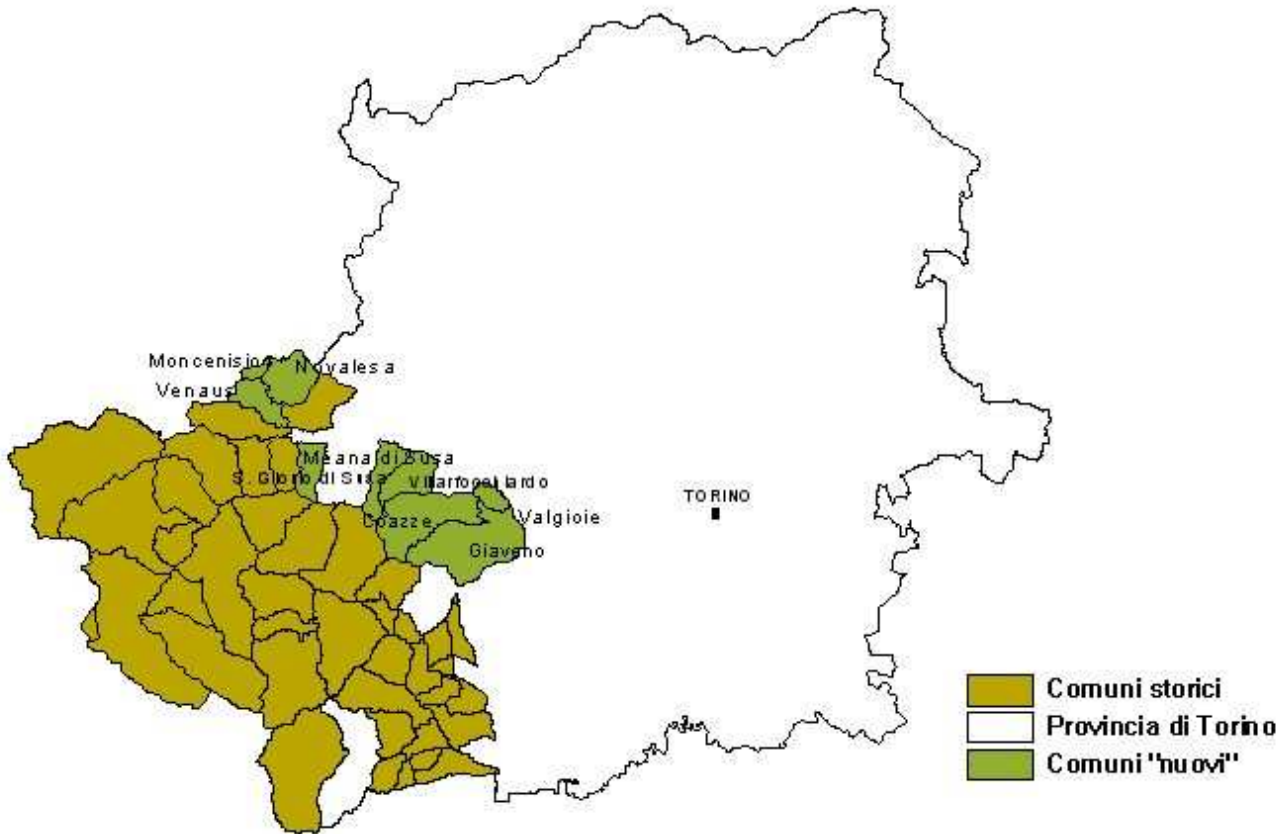 Moncenisio
Novalesa
Venaus
Meana di Susa
S. Giorio di Susa
Villarfocchiardo
TORINO
Coazze
Valgioie
Giaveno
Comuni storici
Provincia di Torino
Comuni "nuovi"